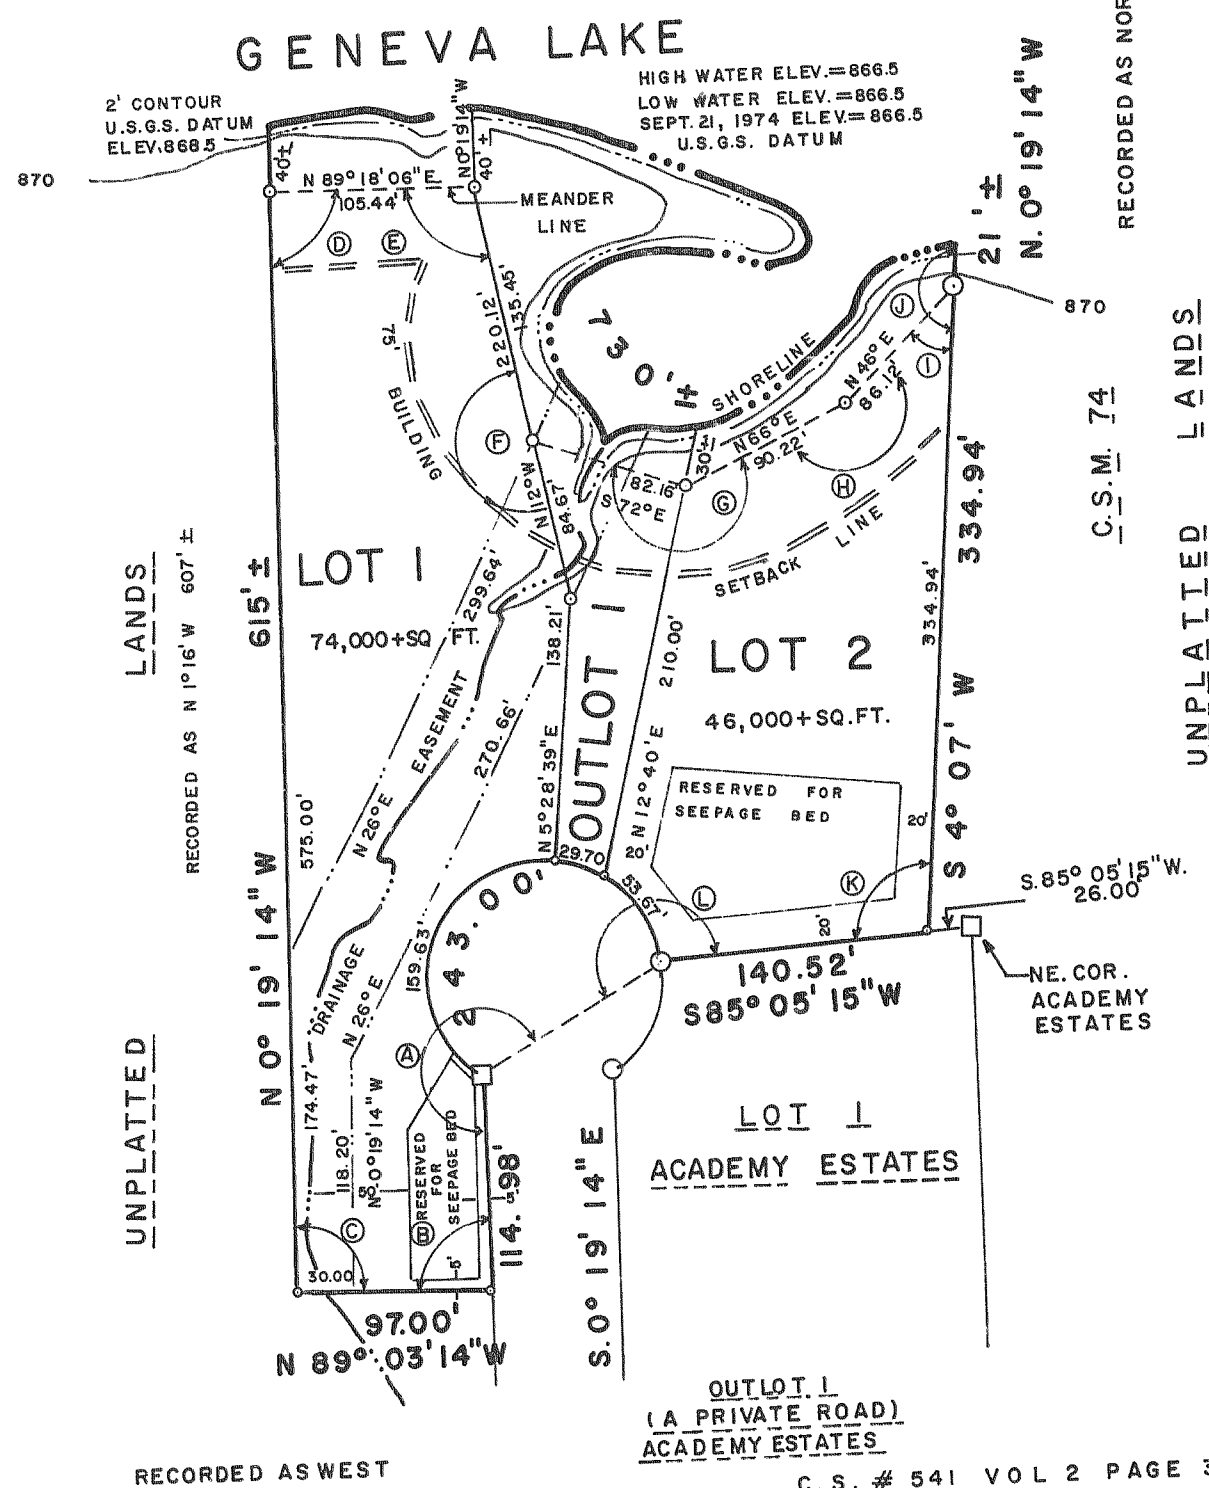 GENEVA LAKE
2' CONTOUR
U.S.G.S. DATUM
ELEV.868.5
HIGH WATER ELEV.=866.5
LOW WATER ELEV.=866.5
SEPT. 21, 1974 ELEV=866.5
U.S.G.S. DATUM
N 0° 19' 14" W
40'±
40'±
870
N 89° 18' 06" E
105.44'
MEANDER
LINE
21'±
N. 0° 19' 14" W
RECORDED AS NOR
870
D
E
F
G
H
I
J
75'
BUILDING
SETBACK
LINE
220.12'
135.45'
730'±
SHORELINE
N 46° E
86.12'
N 66° E
90.22'
30'±
82.16'
S 72° E
N 12° W
84.67'
334.94'
334.94'
S 4° 07' W
C.S.M. 74
UNPLATTED LANDS
UNPLATTED LANDS
RECORDED AS N 1° 16' W 607'±
615'±
N 0° 19' 14" W
575.00'
LOT 1
74,000+SQ FT.
299.64'
138.21'
N 5° 28' 39" E
OUTLOT 1
210.00'
N 12° 40' E
LOT 2
46,000+SQ.FT.
DRAINAGE EASEMENT
N 26° E
270.66'
N 26° E
RESERVED FOR
SEEPAGE BED
20'
20'
20'
29.70
53.67'
K
L
S.85° 05' 15" W.
26.00'
159.63'
243.00'
140.52'
S85° 05' 15" W
NE. COR.
ACADEMY
ESTATES
A
B
C
174.47'
118.20'
N 0° 19' 14" W
RESERVED
FOR
SEEPAGE BED
5'
5'
5'
114.98'
S. 0° 19' 14" E
LOT 1
ACADEMY ESTATES
30.00
97.00'
N 89° 03' 14" W
OUTLOT 1
(A PRIVATE ROAD)
ACADEMY ESTATES
RECORDED AS WEST
C. S. # 541 VOL 2 PAGE